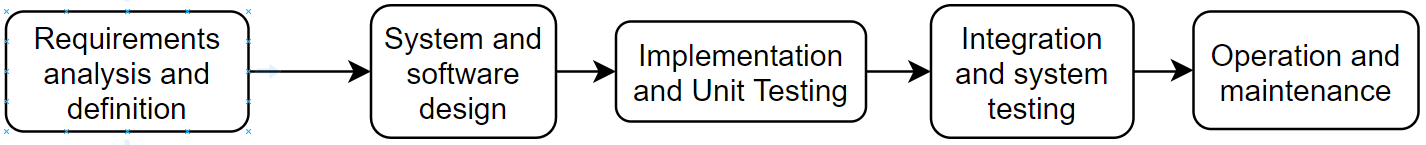 Requirements
analysis and
definition
System and
software
design
Implementation
and Unit Testing
Integration
and system
testing
Operation and
maintenance